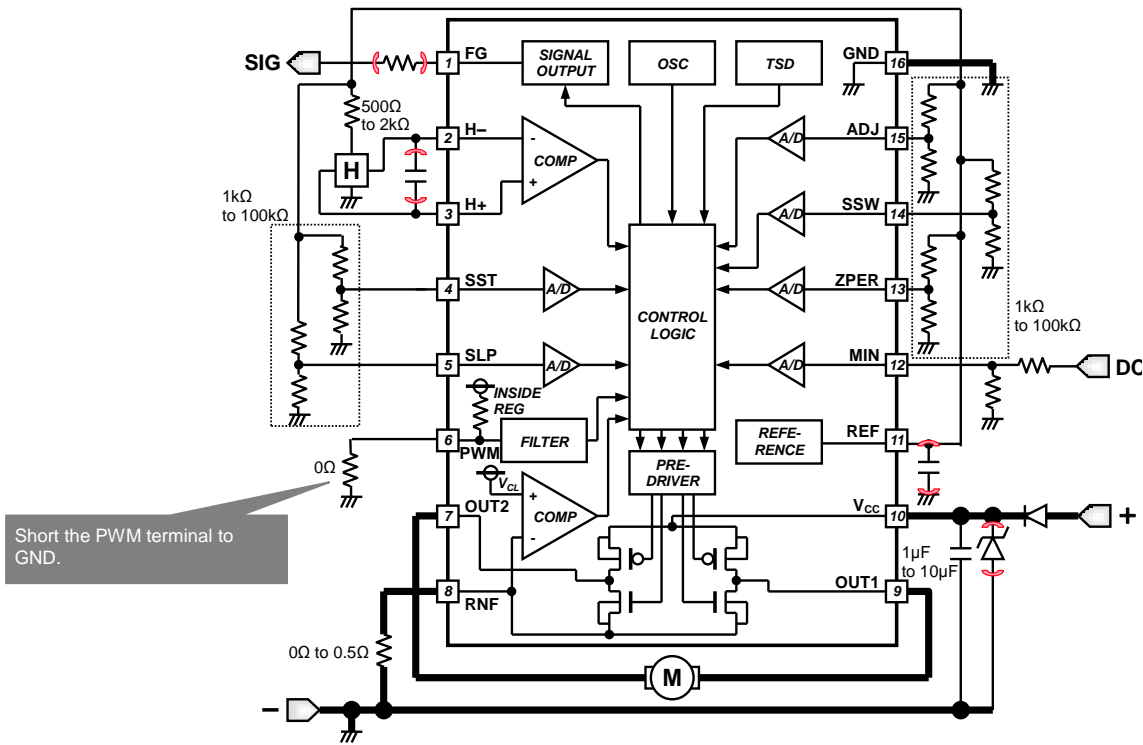 SIG
1
FG
SIGNAL
OUTPUT
OSC
TSD
GND
16
500Ω
to 2kΩ
2
H–
H
-
COMP
+
3
H+
A/D
ADJ
15
A/D
SSW
14
1kΩ
to 100kΩ
4
SST
A/D
CONTROL
LOGIC
A/D
ZPER
13
1kΩ
to 100kΩ
5
SLP
A/D
A/D
MIN
12
DC
INSIDE
REG
6
PWM
FILTER
REFE-
RENCE
REF
11
0Ω
Short the PWM terminal to
GND.
VCL
+
COMP
-
PRE-
DRIVER
7
OUT2
VCC
10
+
1µF
to 10µF
8
RNF
OUT1
9
0Ω to 0.5Ω
M
–